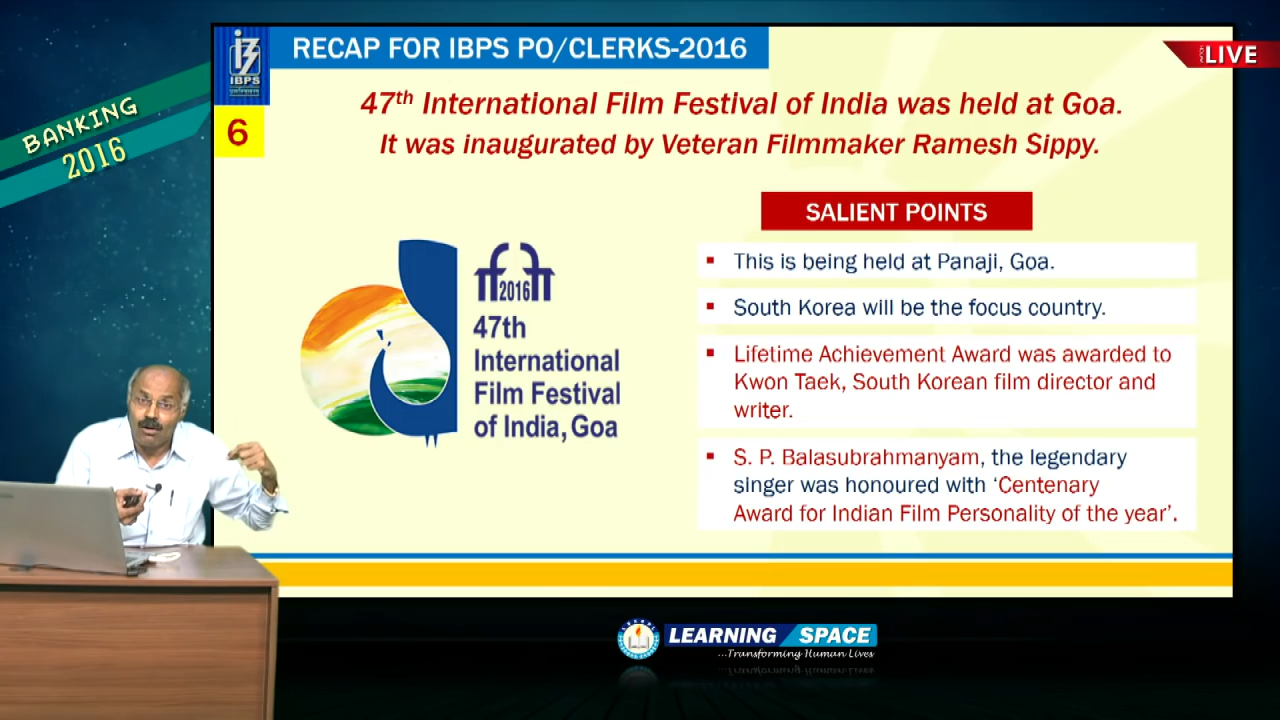 RECAP FOR IBPS PO/CLERKS-2016
IBPS
LIVE
BANKING
2016
6
47th International Film Festival of India was held at Goa.
It was inaugurated by Veteran Filmmaker Ramesh Sippy.
SALIENT POINTS
2016
47th
International
Film Festival
of India, Goa
▪ This is being held at Panaji, Goa.
▪ South Korea will be the focus country.
▪ Lifetime Achievement Award was awarded to
Kwon Taek, South Korean film director and
writer.
▪ S. P. Balasubrahmanyam, the legendary
singer was honoured with ‘Centenary
Award for Indian Film Personality of the year’.
LEARNING SPACE
...Transforming Human Lives